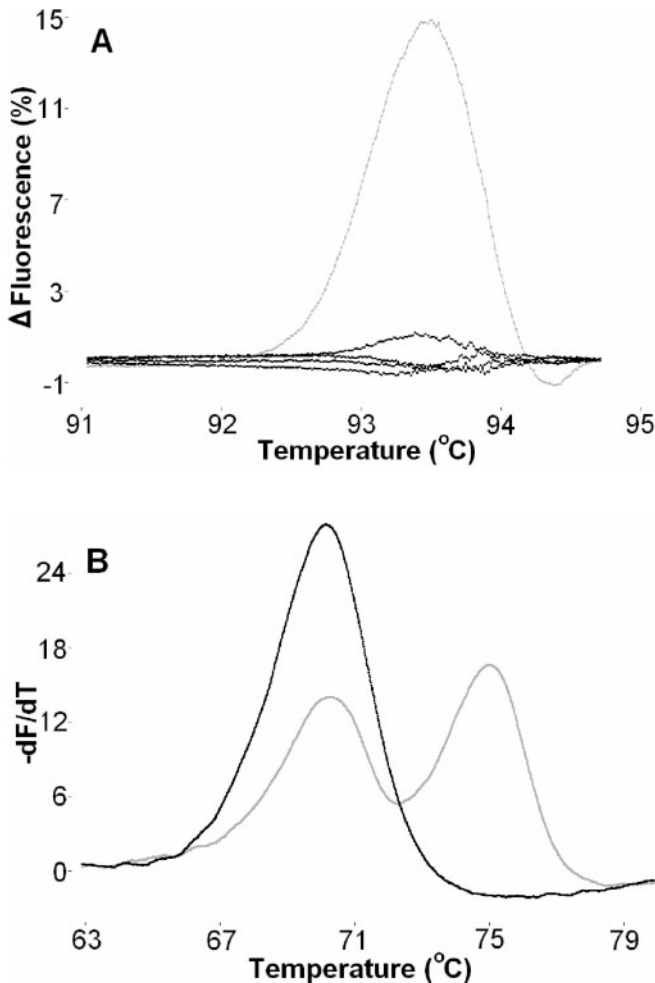 A
15
11
7
3
-1
Δ Fluorescence (%)
91 92 93 94 95
Temperature (°C)
B
24
18
12
6
0
-dF/dT
63 67 71 75 79
Temperature (°C)